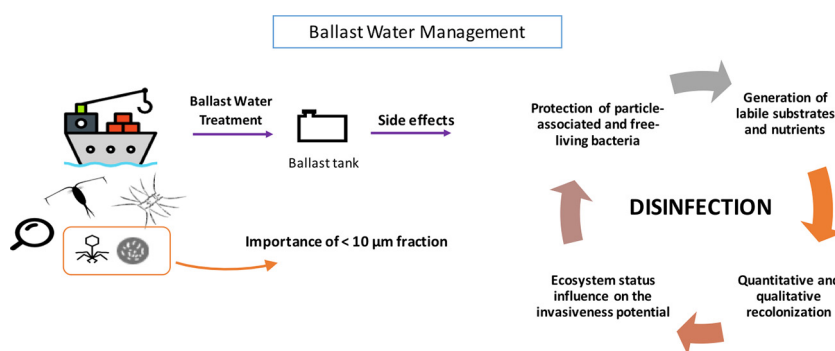 Ballast Water Management
Ballast Water
Treatment
Side effects
Ballast tank
Importance of < 10 µm fraction
Protection of particle-
associated and free-
living bacteria
Generation of
labile substrates
and nutrients
DISINFECTION
Ecosystem status
influence on the
invasiveness potential
Quantitative and
qualitative
recolonization